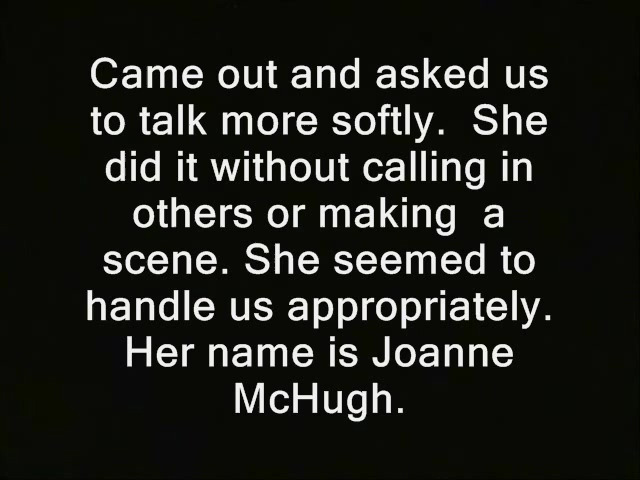 Came out and asked us
to talk more softly.  She
did it without calling in
others or making  a
scene. She seemed to
handle us appropriately.
Her name is Joanne
McHugh.